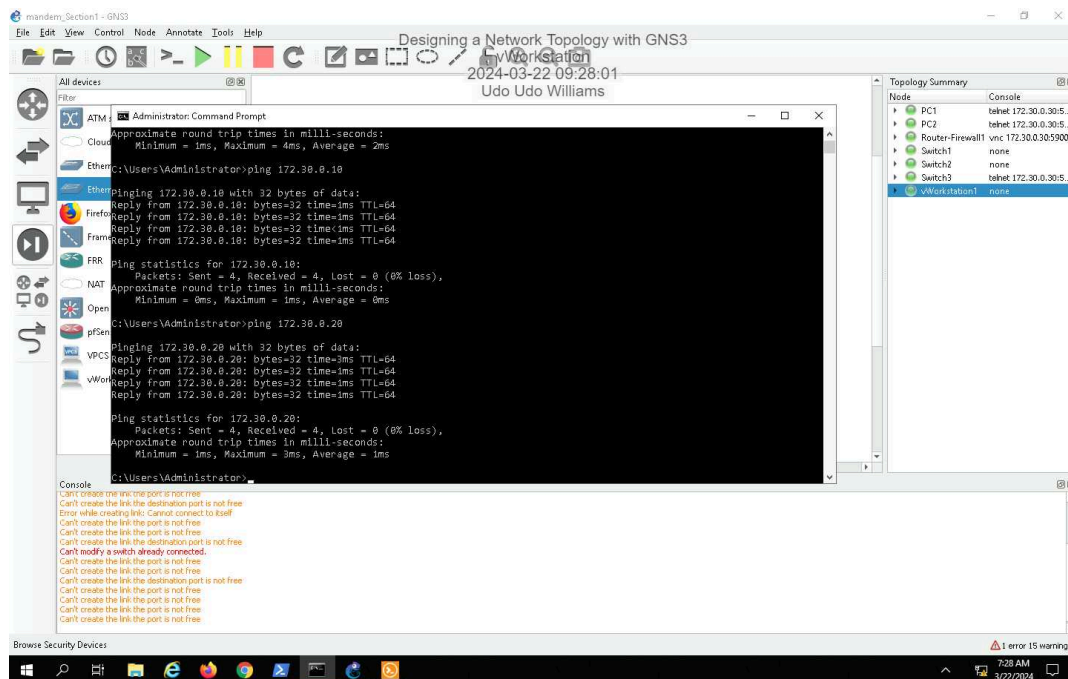 mandem_Section1 - GNS3
File Edit View Control Node Annotate Tools Help
Designing a Network Topology with GNS3
vWorkstation
2024-03-22 09:28:01
Udo Udo Williams
All devices
Filter
ATM
Cloud
Ethern
Ethern
Firefo
Frame
FRR
NAT
Open
pfSen
VPCS
vWork
Administrator: Command Prompt
Approximate round trip times in milli-seconds:
Minimum = 1ms, Maximum = 4ms, Average = 2ms
C:\Users\Administrator>ping 172.30.0.10
Pinging 172.30.0.10 with 32 bytes of data:
Reply from 172.30.0.10: bytes=32 time=1ms TTL=64
Reply from 172.30.0.10: bytes=32 time=1ms TTL=64
Reply from 172.30.0.10: bytes=32 time<1ms TTL=64
Reply from 172.30.0.10: bytes=32 time=1ms TTL=64
Ping statistics for 172.30.0.10:
Packets: Sent = 4, Received = 4, Lost = 0 (0% loss),
Approximate round trip times in milli-seconds:
Minimum = 0ms, Maximum = 1ms, Average = 0ms
C:\Users\Administrator>ping 172.30.0.20
Pinging 172.30.0.20 with 32 bytes of data:
Reply from 172.30.0.20: bytes=32 time=3ms TTL=64
Reply from 172.30.0.20: bytes=32 time=1ms TTL=64
Reply from 172.30.0.20: bytes=32 time=1ms TTL=64
Reply from 172.30.0.20: bytes=32 time=1ms TTL=64
Ping statistics for 172.30.0.20:
Packets: Sent = 4, Received = 4, Lost = 0 (0% loss),
Approximate round trip times in milli-seconds:
Minimum = 1ms, Maximum = 3ms, Average = 1ms
C:\Users\Administrator>
Topology Summary
Node Console
PC1 telnet 172.30.0.30:5..
PC2 telnet 172.30.0.30:5..
Router-Firewall1 vnc 172.30.0.30:5900
Switch1 none
Switch2 none
Switch3 telnet 172.30.0.30:5..
vWorkstation1 none
Console
Can't create the link the port is not free
Can't create the link the destination port is not free
Error while creating link: Cannot connect to itself
Can't create the link the port is not free
Can't create the link the port is not free
Can't create the link the destination port is not free
Can't modify a switch already connected.
Can't create the link the port is not free
Can't create the link the port is not free
Can't create the link the destination port is not free
Can't create the link the port is not free
Can't create the link the port is not free
Can't create the link the port is not free
Can't create the link the port is not free
Browse Security Devices
1 error 15 warning
7:28 AM
3/22/2024